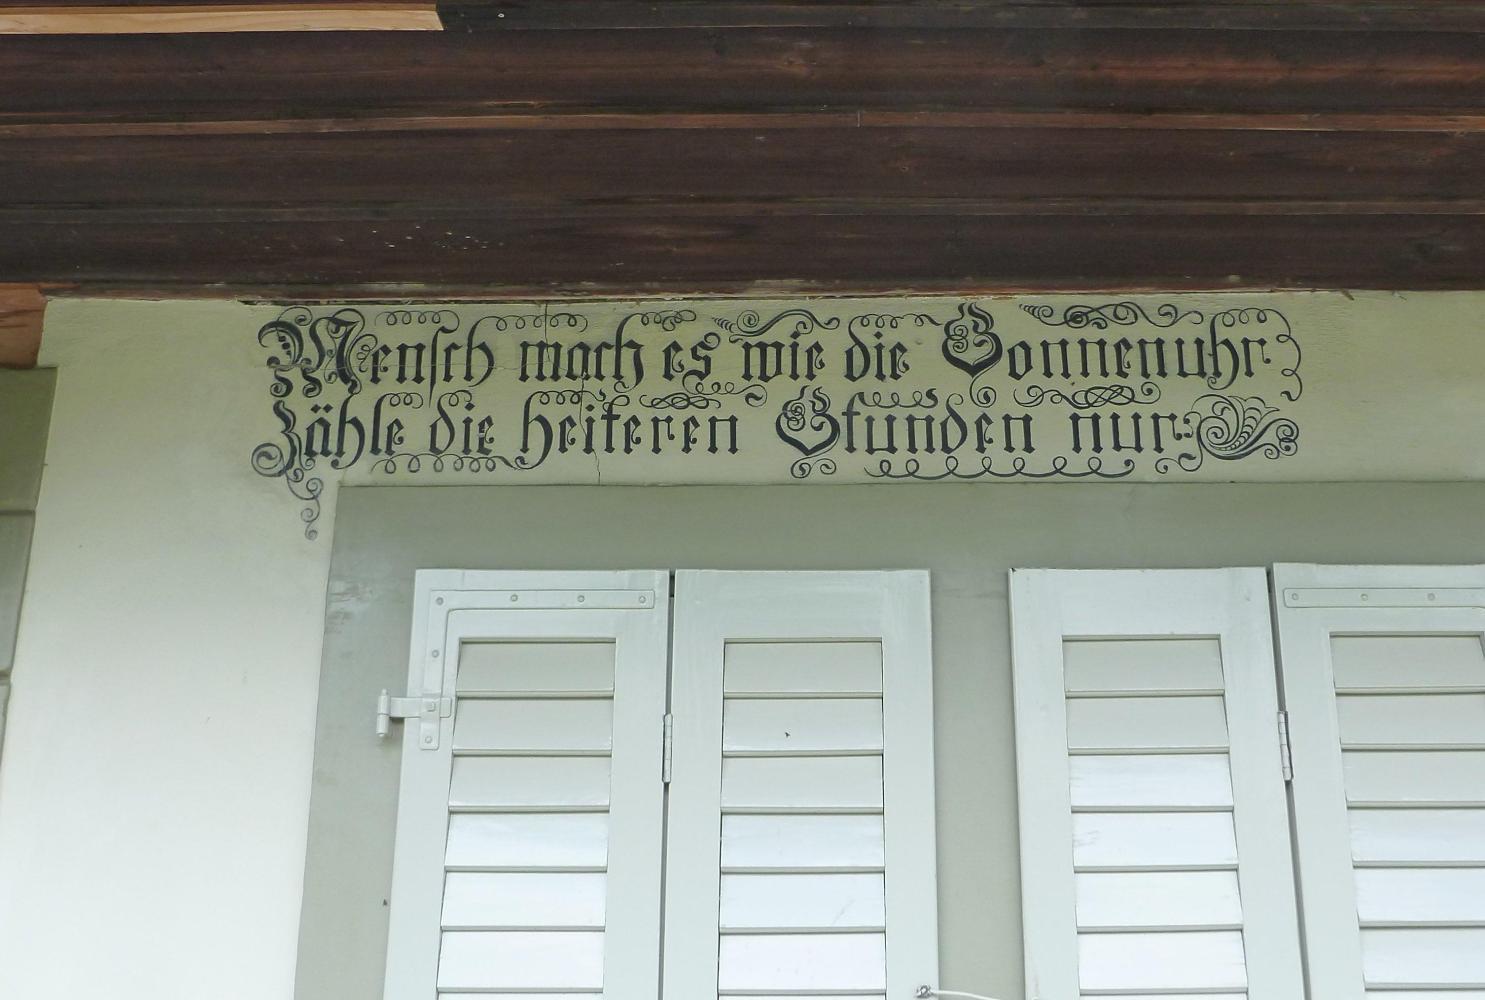 Mensch mach es wie die Sonnenuhr
Zähle die heiteren Stunden nur